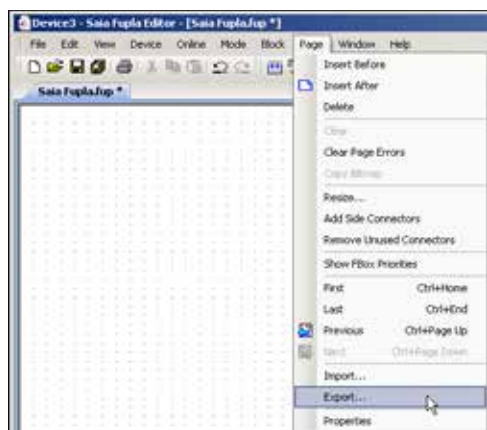 Device3 - Saia Fupla Editor - [Saia Fupla.fup *]
File Edit View Device Online Mode Block Page Window Help
Saia Fupla.fup *
Insert Before
Insert After
Delete
Clear
Clear Page Errors
Copy Bitmap
Resize...
Add Side Connectors
Remove Unused Connectors
Show FBox Priorities
First Ctrl+Home
Last Ctrl+End
Previous Ctrl+Page Up
Next Ctrl+Page Down
Import...
Export...
Properties